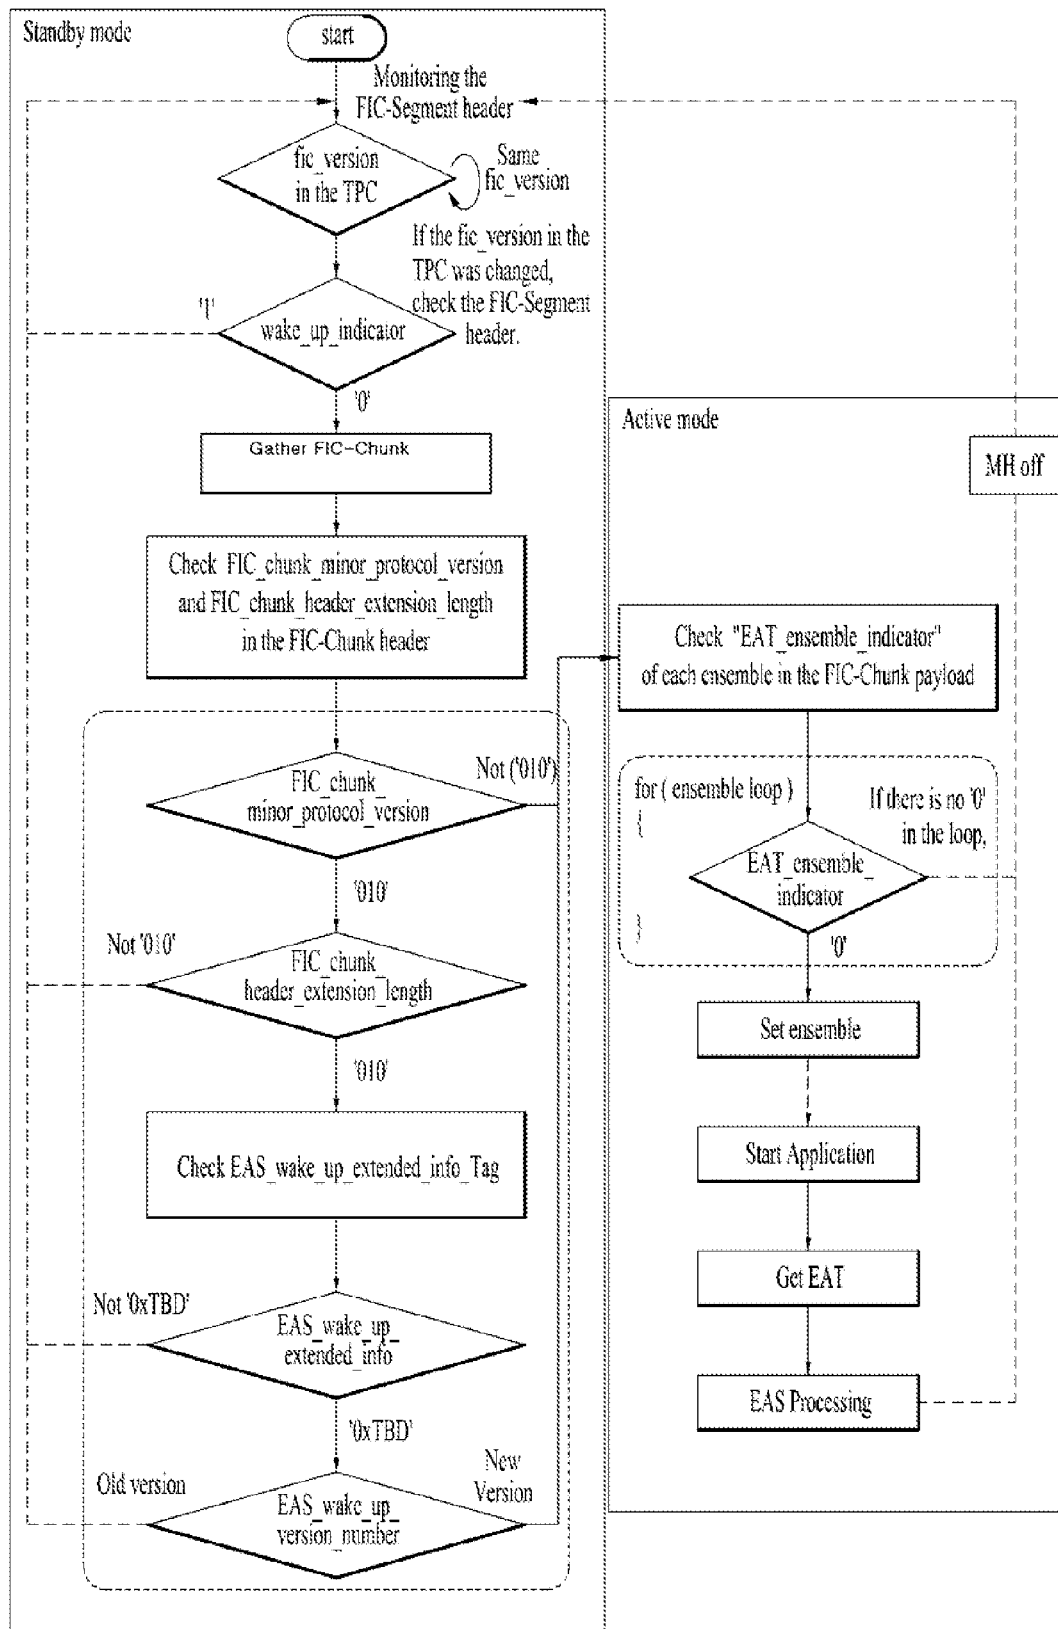 Standby mode
start
Monitoring the
FIC-Segment header
fic_version
in the TPC
Same
fic_version
If the fic_version in the
TPC was changed,
check the FIC-Segment
header.
'1'
wake_up_indicator
'0'
Gather FIC-Chunk
Check FIC_chunk_minor_protocol_version
and FIC_chunk_header_extension_length
in the FIC-Chunk header
FIC_chunk_
minor_protocol_version
Not ('010')
'010'
Not '010'
FIC_chunk_
header_extension_length
'010'
Check EAS_wake_up_extended_info_Tag
Not '0xTBD'
EAS_wake_up_
extended_info
'0xTBD'
Old version
EAS_wake_up_
version_number
New
Version
Active mode
MH off
Check "EAT_ensemble_indicator"
of each ensemble in the FIC-Chunk payload
for ( ensemble loop )
{
If there is no '0'
in the loop,
EAT_ensemble_
indicator
}
'0'
Set ensemble
Start Application
Get EAT
EAS Processing